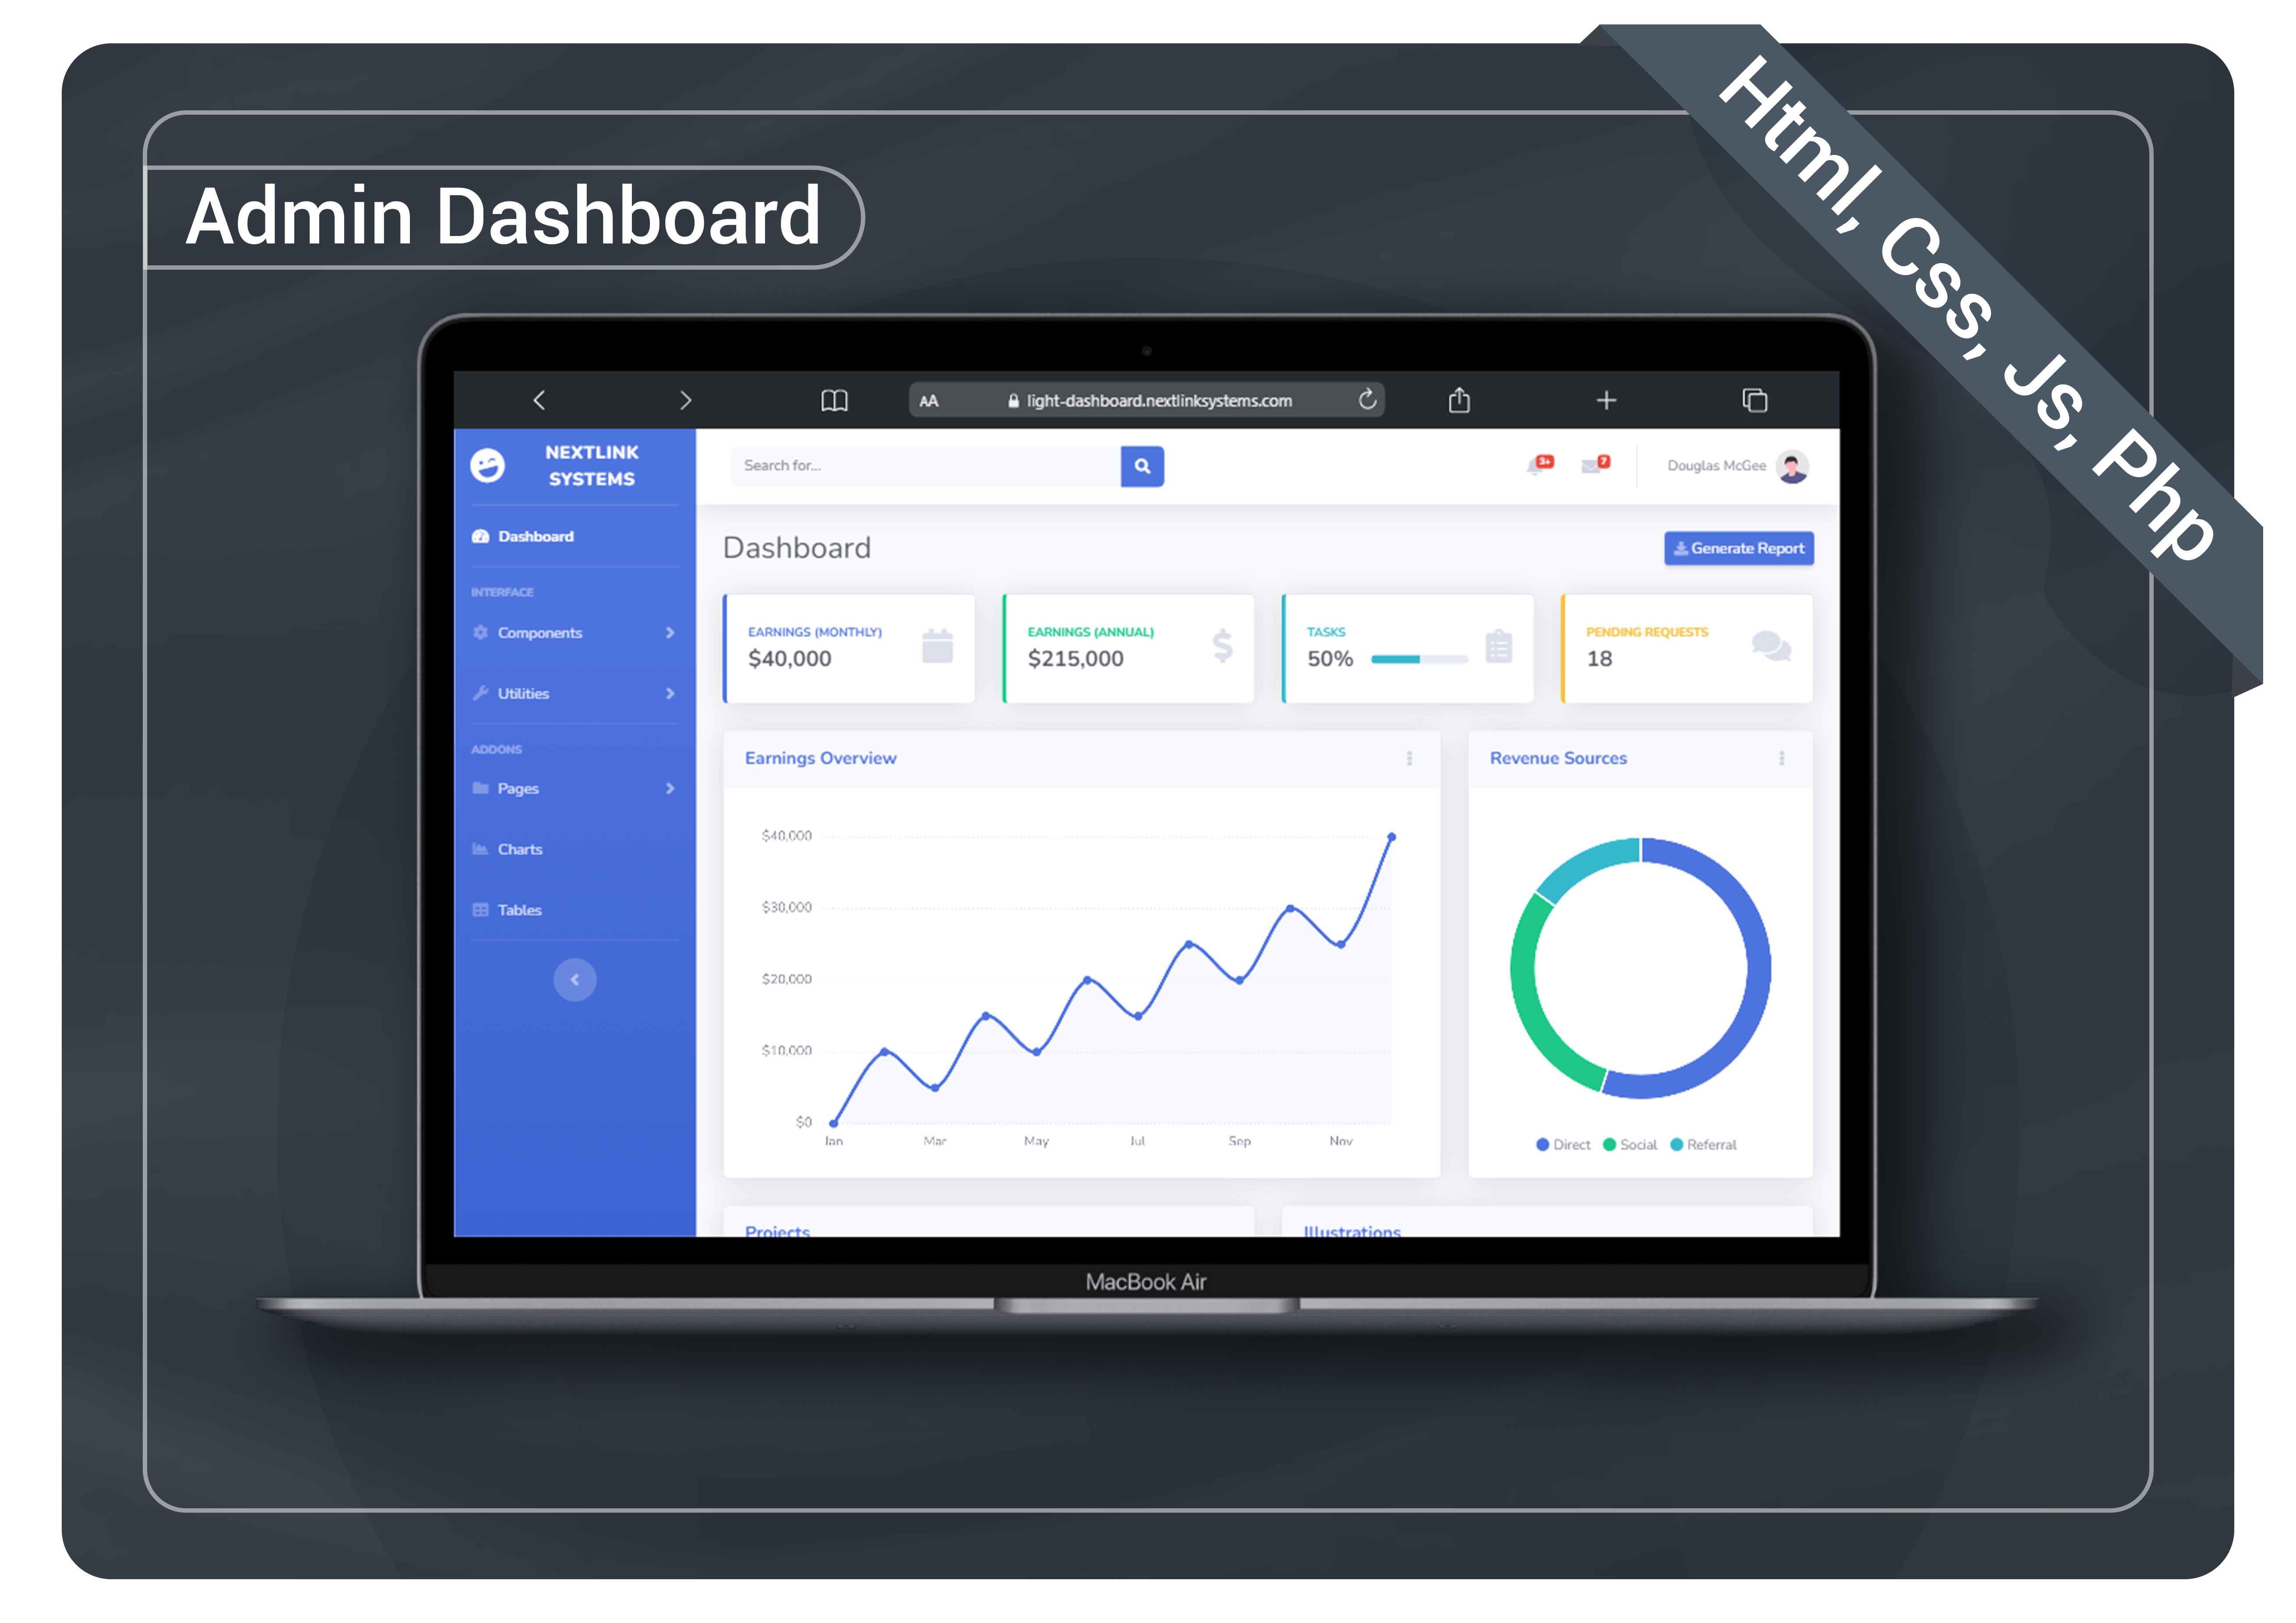 Html, Css, Js, Php
Admin Dashboard
AA
light-dashboard.nextlinksystems.com
NEXTLINK
SYSTEMS
Search for...
3+
7
Douglas McGee
Dashboard
INTERFACE
Components
Utilities
ADDONS
Pages
Charts
Tables
Dashboard
Generate Report
EARNINGS (MONTHLY)
$40,000
EARNINGS (ANNUAL)
$215,000
TASKS
50%
PENDING REQUESTS
18
Earnings Overview
$40,000
$30,000
$20,000
$10,000
$0
Jan Mar May Jul Sep Nov
Revenue Sources
Direct Social Referral
Projects
Illustrations
MacBook Air